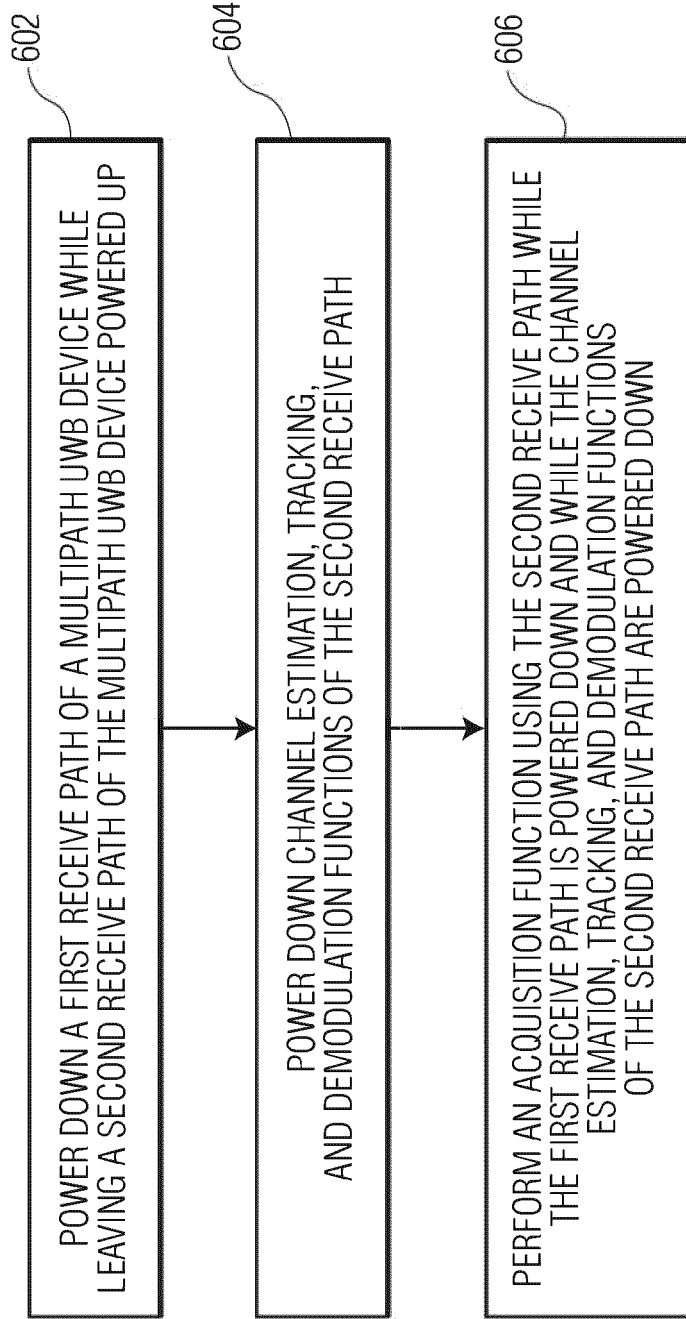 602
POWER DOWN A FIRST RECEIVE PATH OF A MULTIPATH UWB DEVICE WHILE
LEAVING A SECOND RECEIVE PATH OF THE MULTIPATH UWB DEVICE POWERED UP
604
POWER DOWN CHANNEL ESTIMATION, TRACKING,
AND DEMODULATION FUNCTIONS OF THE SECOND RECEIVE PATH
606
PERFORM AN ACQUISITION FUNCTION USING THE SECOND RECEIVE PATH WHILE
THE FIRST RECEIVE PATH IS POWERED DOWN AND WHILE THE CHANNEL
ESTIMATION, TRACKING, AND DEMODULATION FUNCTIONS
OF THE SECOND RECEIVE PATH ARE POWERED DOWN